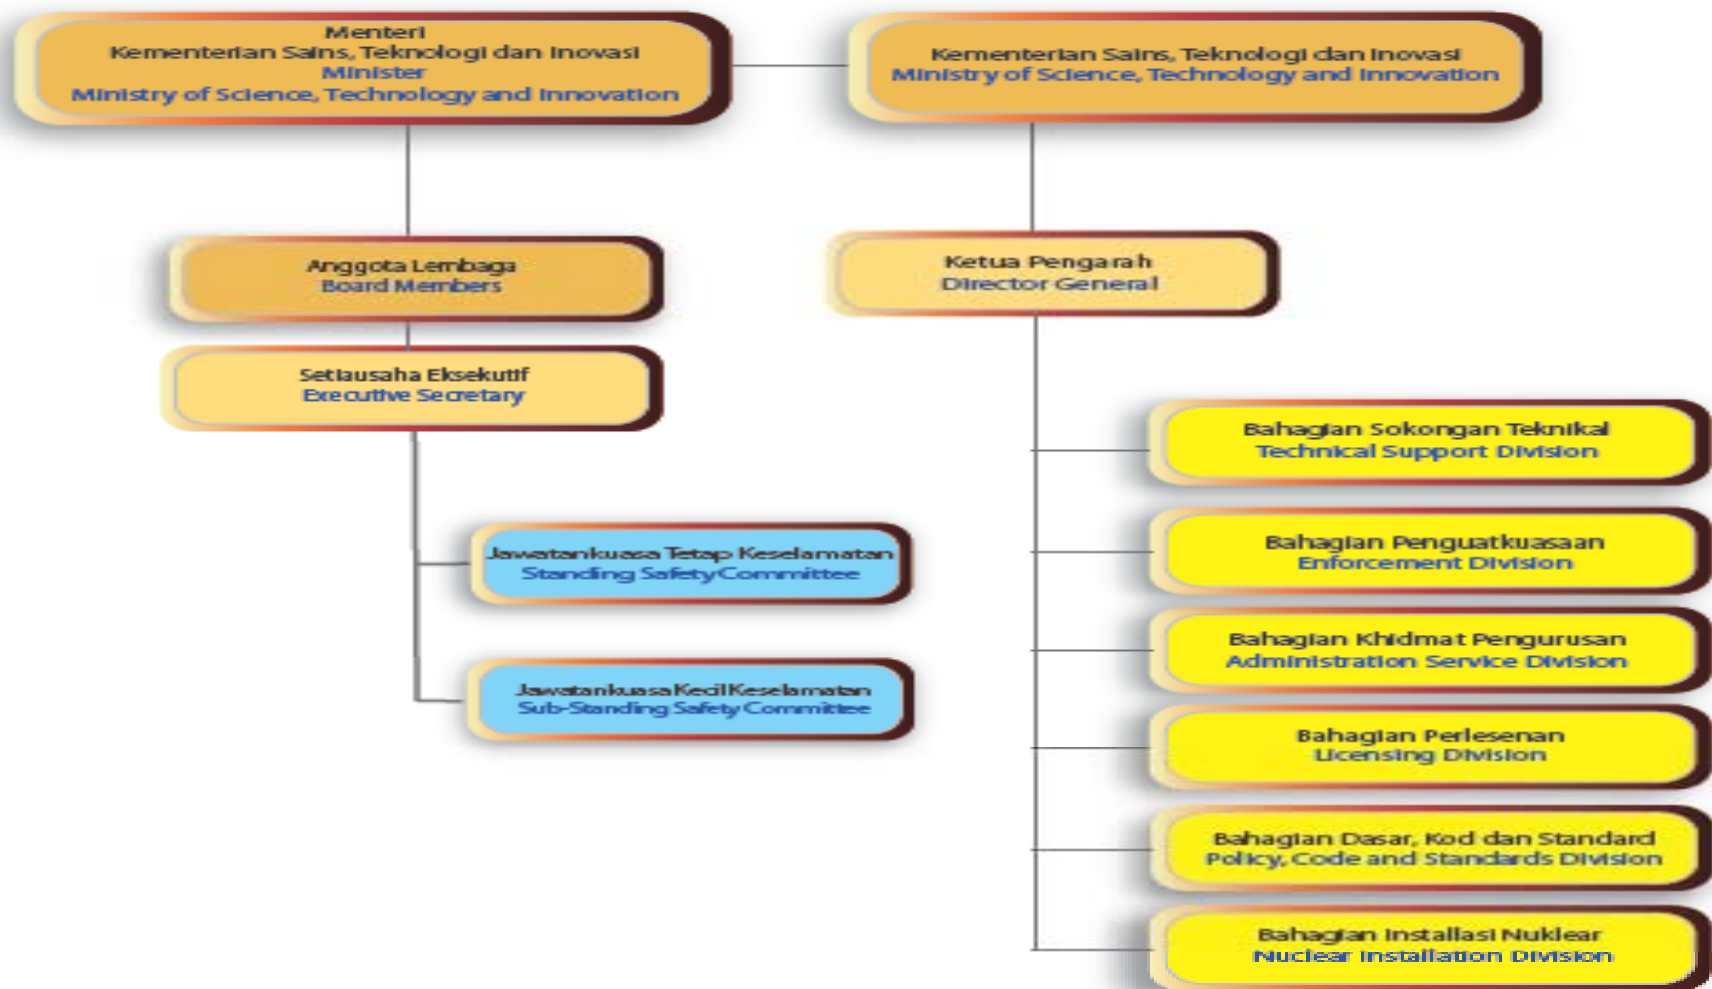 Menteri
Kementerian Sains, Teknologi dan Inovasi
Minister
Ministry of Science, Technology and Innovation
Kementerian Sains, Teknologi dan Inovasi
Ministry of Science, Technology and Innovation
Anggota Lembaga
Board Members
Setiausaha Eksekutif
Executive Secretary
Jawatankuasa Tetap Keselamatan
Standing Safety Committee
Jawatankuasa Kecil Keselamatan
Sub-Standing Safety Committee
Ketua Pengarah
Director General
Bahagian Sokongan Teknikal
Technical Support Division
Bahagian Penguatkuasaan
Enforcement Division
Bahagian Khidmat Pengurusan
Administration Service Division
Bahagian Perlesenan
Licensing Division
Bahagian Dasar, Kod dan Standard
Policy, Code and Standards Division
Bahagian Installasi Nuklear
Nuclear Installation Division